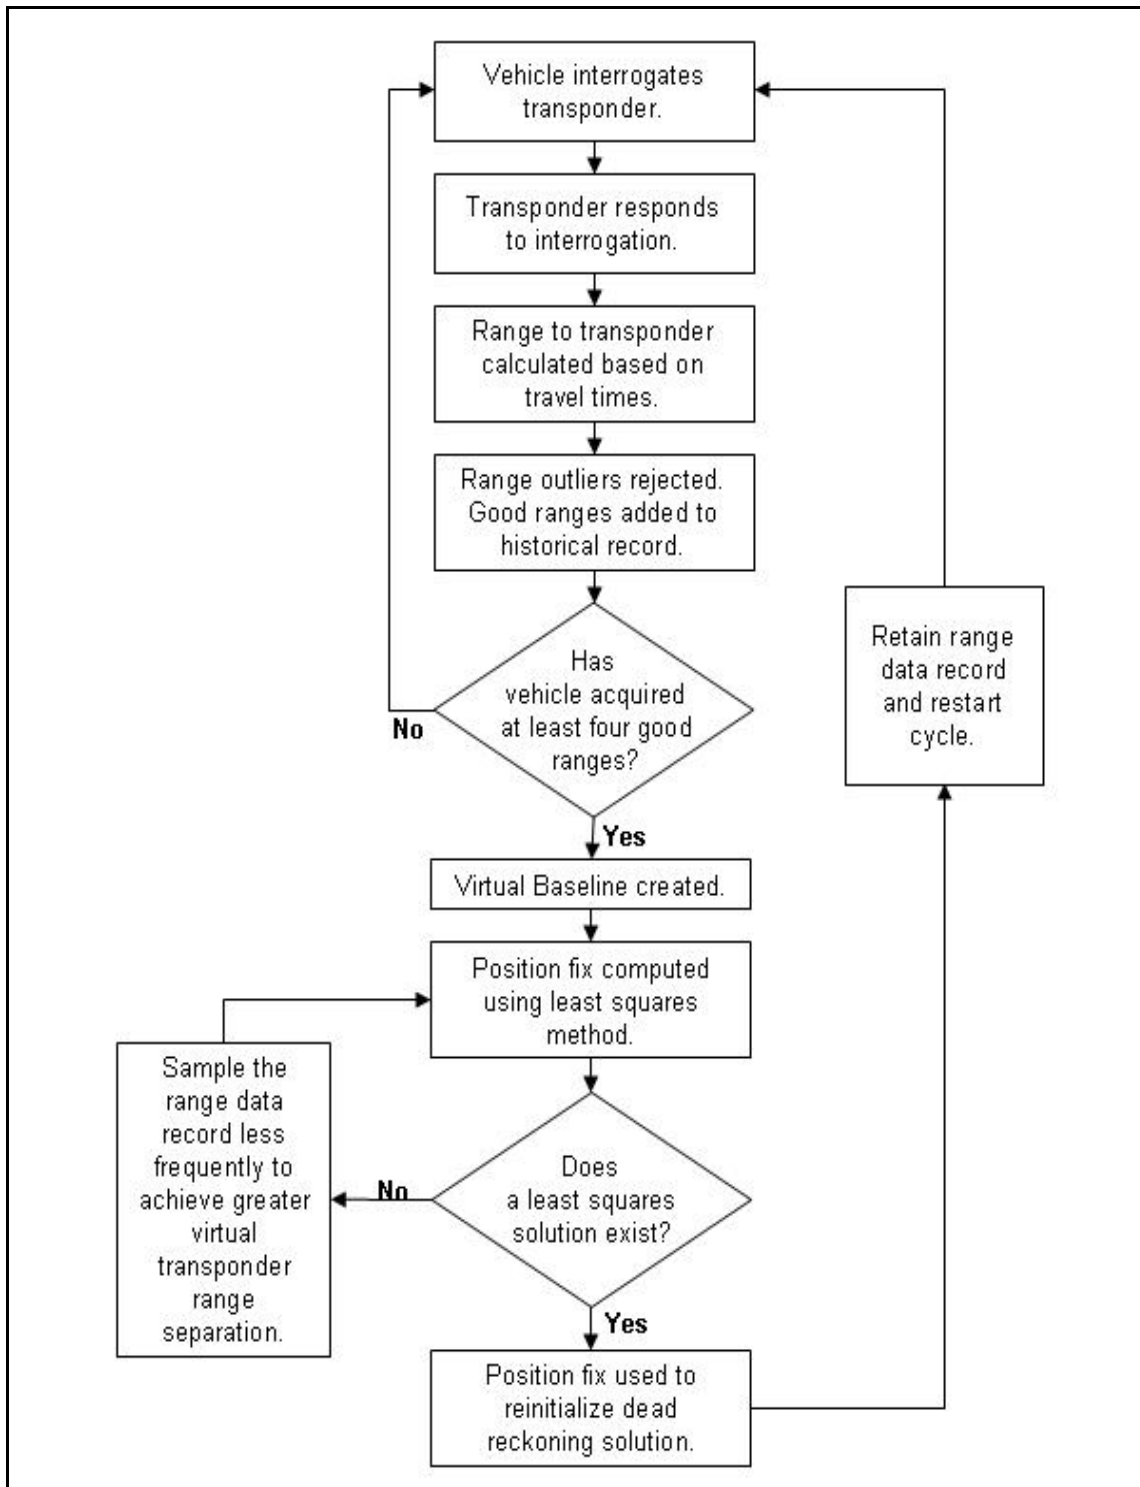 Vehicle interrogates
transponder.
Transponder responds
to interrogation.
Range to transponder
calculated based on
travel times.
Range outliers rejected.
Good ranges added to
historical record.
Has
vehicle acquired
at least four good
ranges?
No
Yes
Retain range
data record
and restart
cycle.
Virtual Baseline created.
Position fix computed
using least squares
method.
Sample the
range data
record less
frequently to
achieve greater
virtual
transponder
range
separation.
Does
a least squares
solution exist?
No
Yes
Position fix used to
reinitialize dead
reckoning solution.